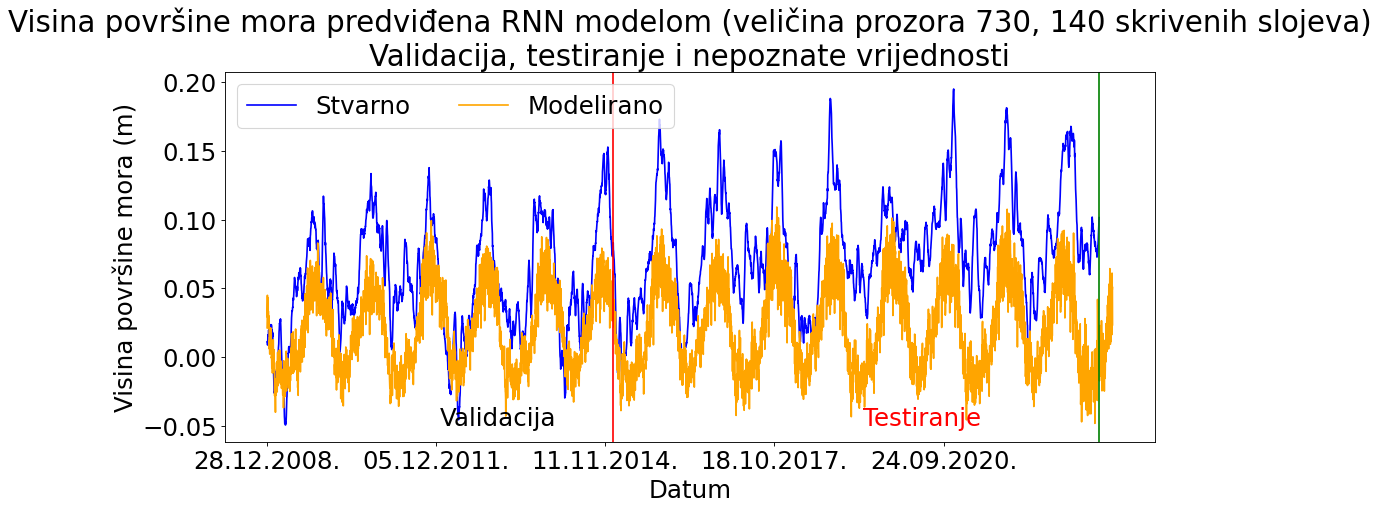 Visina površine mora predviđena RNN modelom (veličina prozora 730, 140 skrivenih slojeva)
Validacija, testiranje i nepoznate vrijednosti
Stvarno
Modelirano
Visina površine mora (m)
0.20
0.15
0.10
0.05
0.00
−0.05
Validacija
Testiranje
28.12.2008.
05.12.2011.
11.11.2014.
18.10.2017.
24.09.2020.
Datum